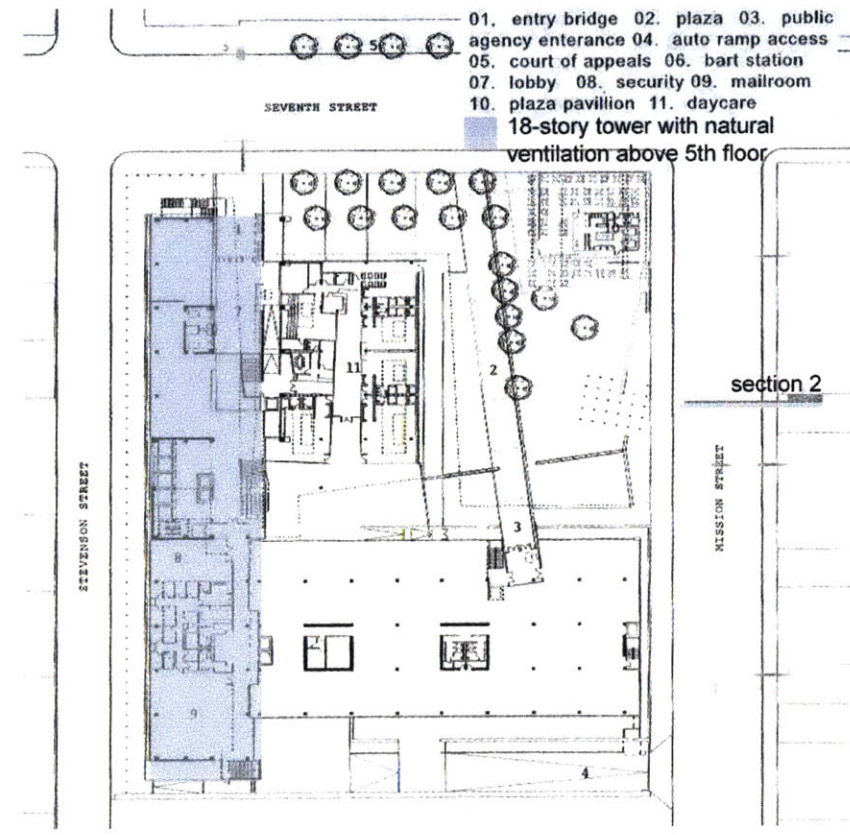 01. entry bridge 02. plaza 03. public
agency enterance 04. auto ramp access
05. court of appeals 06. bart station
07. lobby 08. security 09. mailroom
10. plaza pavillion 11. daycare
18-story tower with natural
ventilation above 5th floor
5
5
SEVENTH STREET
7
11
2
section 2
STEVENSON STREET
MISSION STREET
3
8
9
4